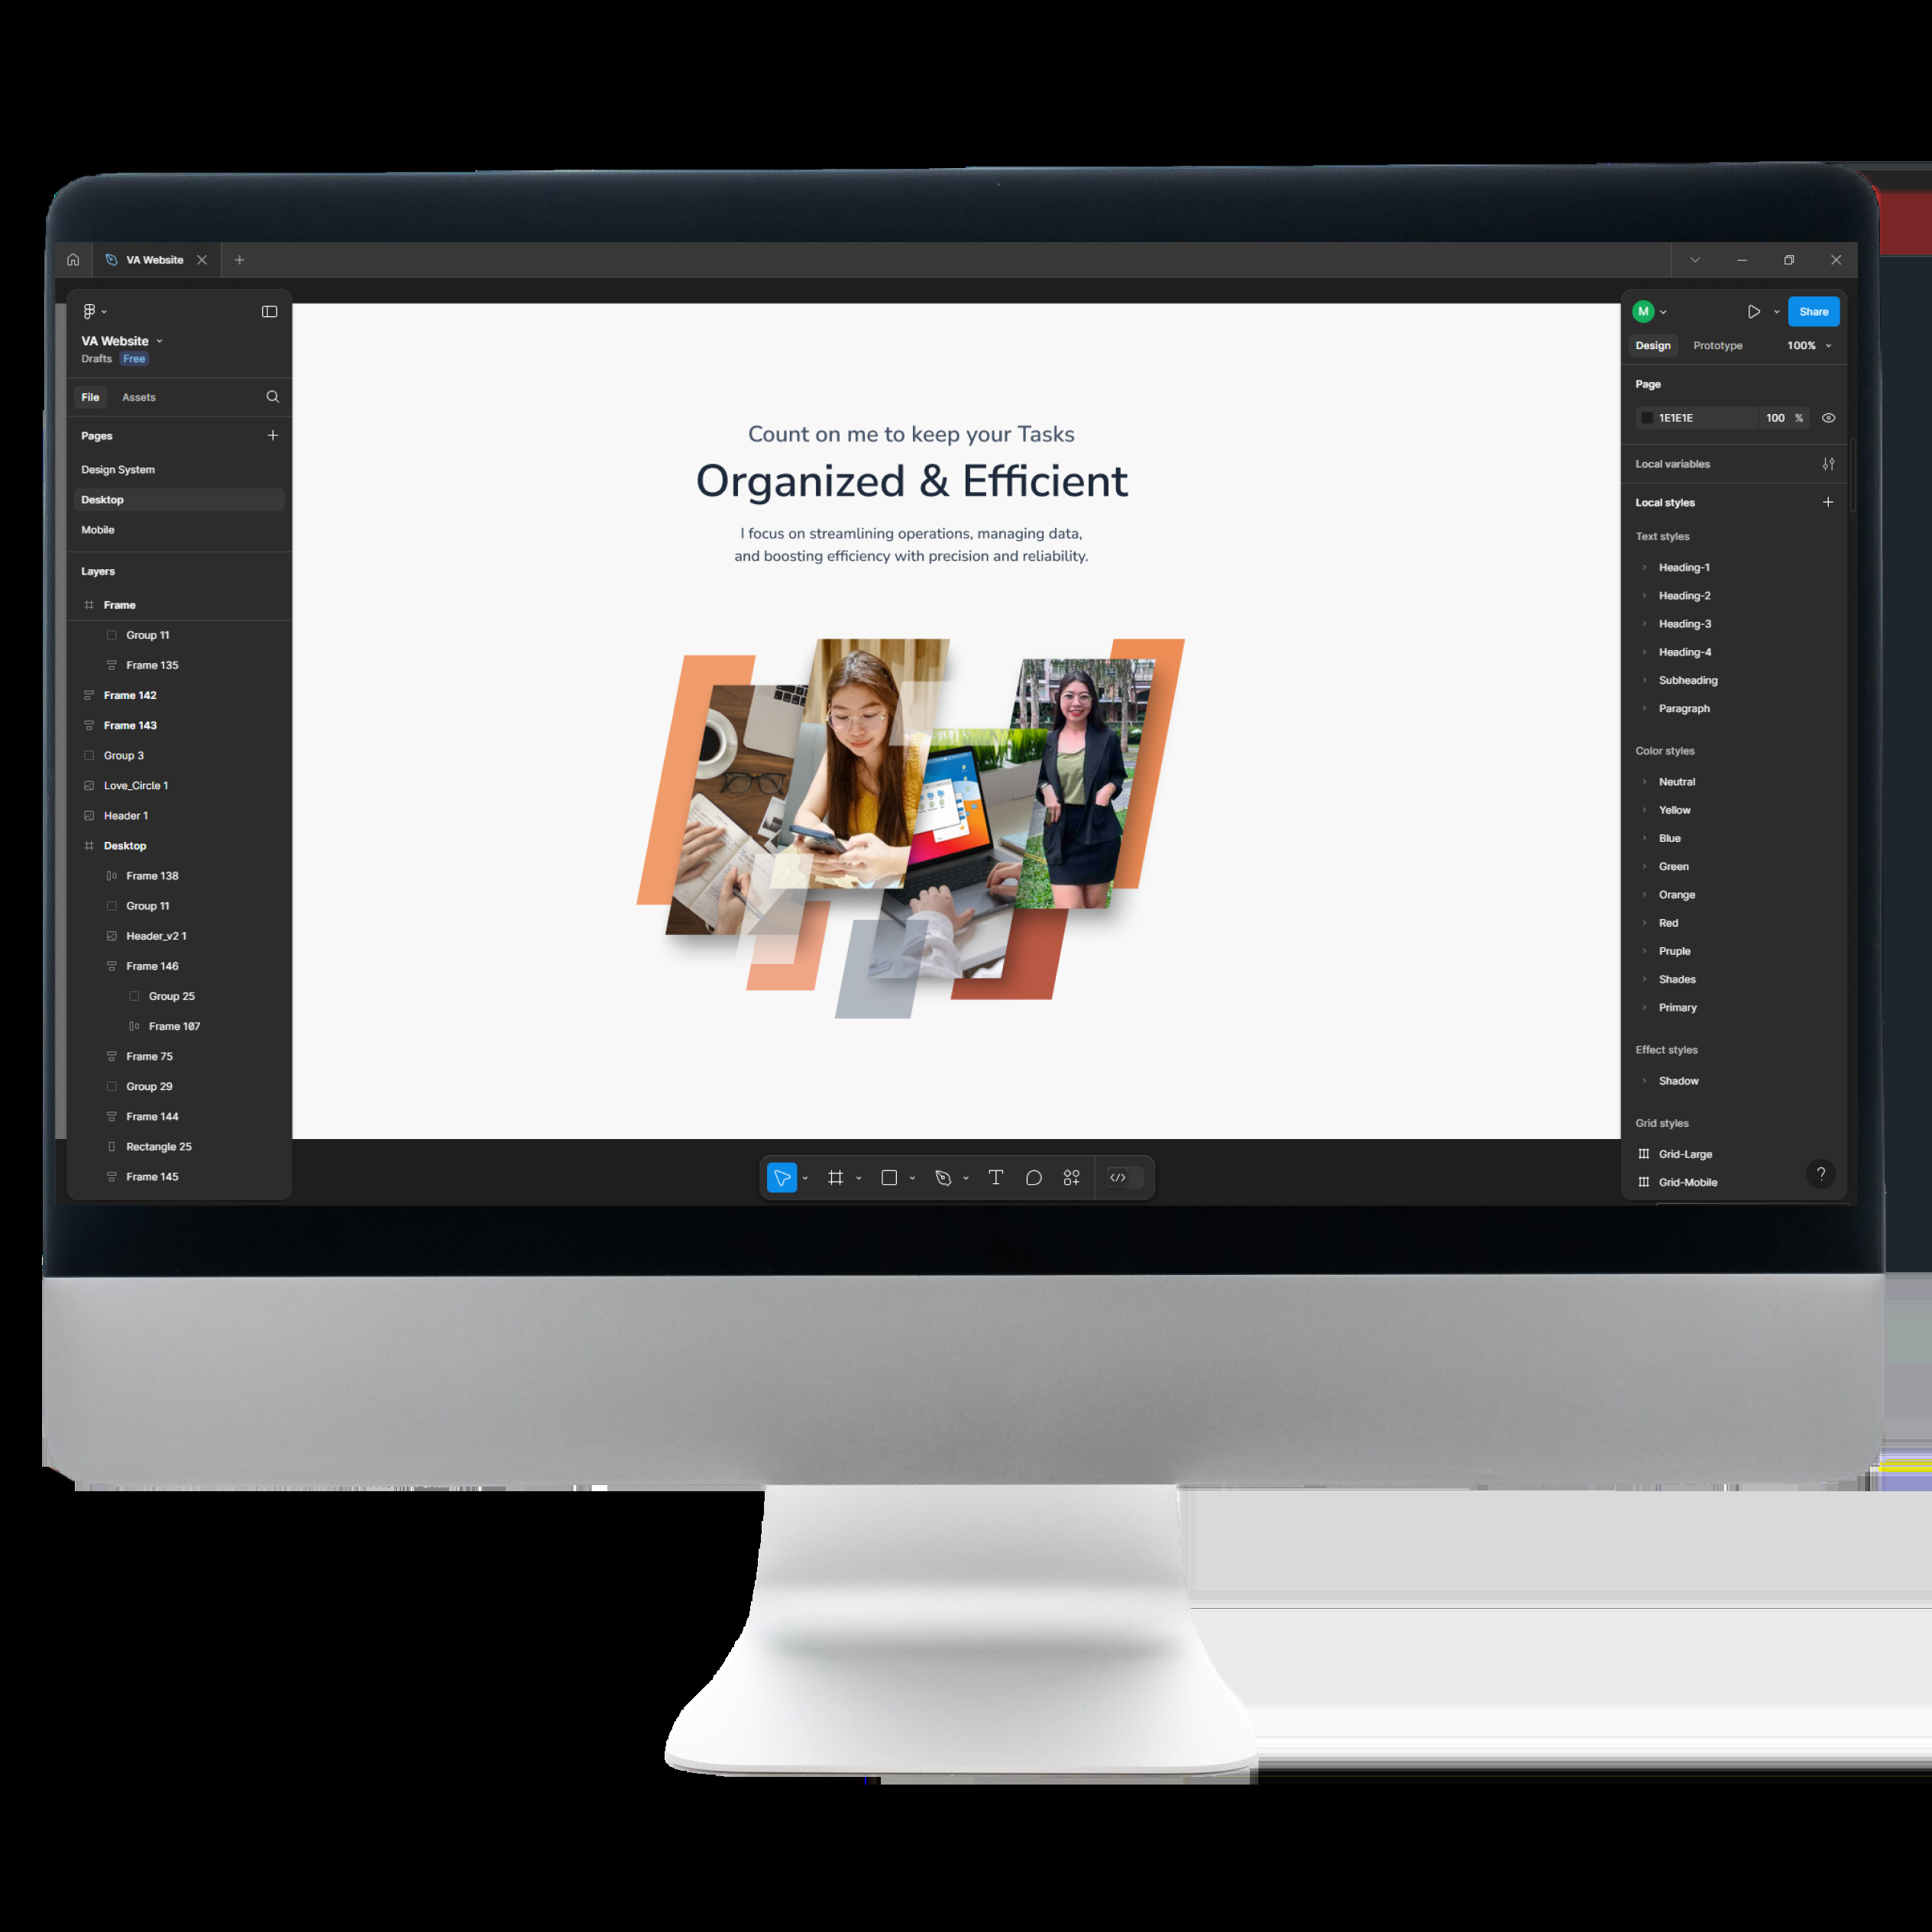 VA Website
VA Website
Drafts Free
File Assets
Pages
Design System
Desktop
Mobile
Layers
Frame
Group 11
Frame 135
Frame 142
Frame 143
Group 3
Love_Circle 1
Header 1
Desktop
Frame 138
Group 11
Header_v2 1
Frame 146
Group 25
Frame 107
Frame 75
Group 29
Frame 144
Rectangle 25
Frame 145
Count on me to keep your Tasks
Organized & Efficient
I focus on streamlining operations, managing data,
and boosting efficiency with precision and reliability.
M Share
Design Prototype 100%
Page
1E1E1E 100 %
Local variables
Local styles
Text styles
Heading-1
Heading-2
Heading-3
Heading-4
Subheading
Paragraph
Color styles
Neutral
Yellow
Blue
Green
Orange
Red
Pruple
Shades
Primary
Effect styles
Shadow
Grid styles
Grid-Large
Grid-Mobile
?